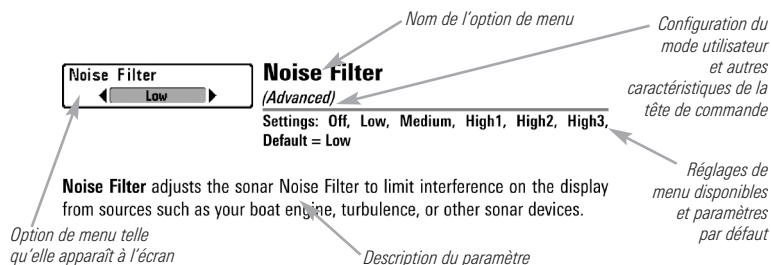 Nom de l'option de menu
Configuration du
mode utilisateur
et autres
caractéristiques de la
tête de commande
Noise Filter
Low
Noise Filter
(Advanced)
Settings: Off, Low, Medium, High1, High2, High3,
Default = Low
Réglages de
menu disponibles
et paramètres
par défaut
Noise Filter adjusts the sonar Noise Filter to limit interference on the display
from sources such as your boat engine, turbulence, or other sonar devices.
Option de menu telle
qu'elle apparaît à l'écran
Description du paramètre